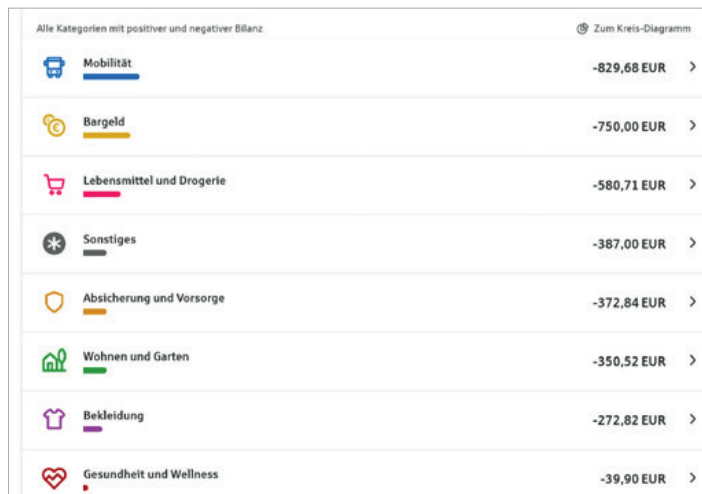 Alle Kategorien mit positiver und negativer Bilanz Zum Kreis-Diagramm
Mobilität -829,68 EUR
Bargeld -750,00 EUR
Lebensmittel und Drogerie -580,71 EUR
Sonstiges -387,00 EUR
Absicherung und Vorsorge -372,84 EUR
Wohnen und Garten -350,52 EUR
Bekleidung -272,82 EUR
Gesundheit und Wellness -39,90 EUR